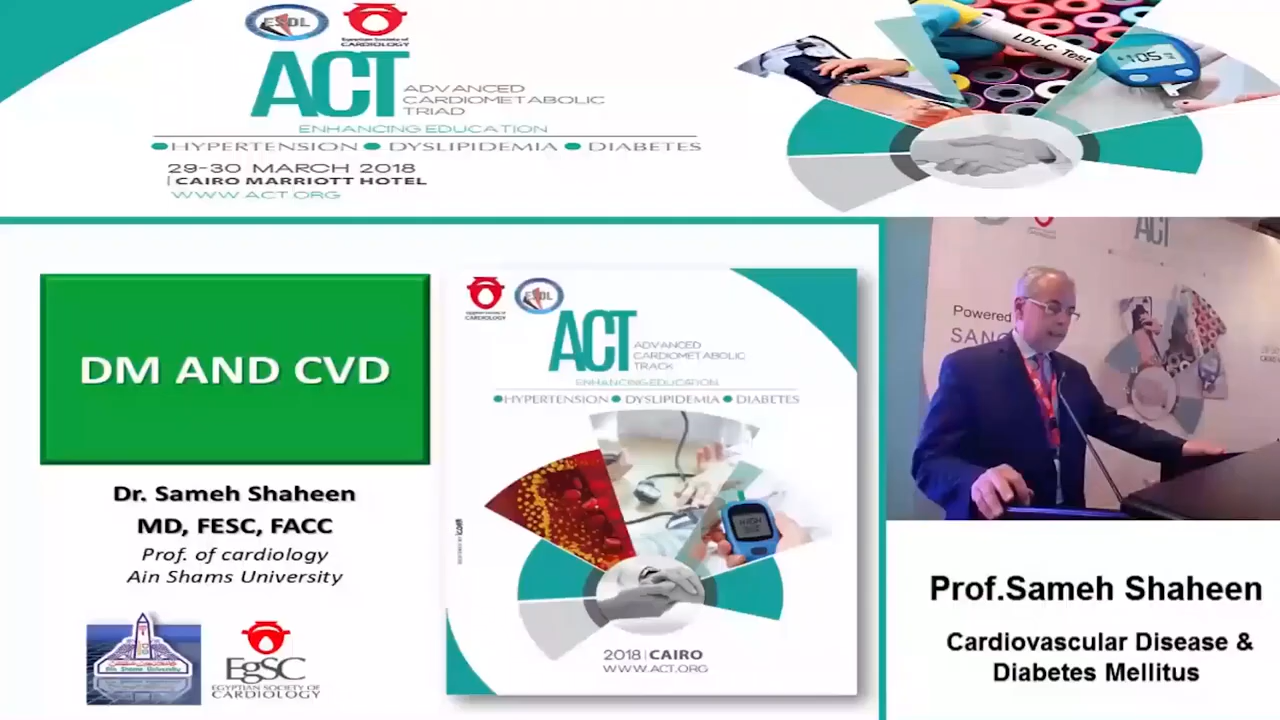 ESDL
Egyptian Society of
CARDIOLOGY
ACT
ADVANCED
CARDIOMETABOLIC
TRIAD
ENHANCING EDUCATION
HYPERTENSION DYSLIPIDEMIA DIABETES
29-30 MARCH 2018
| CAIRO MARRIOTT HOTEL
WWW.ACT.ORG
LDL-C Test
105
DM AND CVD
Dr. Sameh Shaheen
MD, FESC, FACC
Prof. of cardiology
Ain Shams University
EgSC
EGYPTIAN SOCIETY OF
CARDIOLOGY
ESDL
CARDIOLOGY
ACT
ADVANCED
CARDIOMETABOLIC
TRACK
ENHANCING EDUCATION
HYPERTENSION DYSLIPIDEMIA DIABETES
2018 | CAIRO
WWW.ACT.ORG
ACT
Powered
SANO
Prof.Sameh Shaheen
Cardiovascular Disease &
Diabetes Mellitus